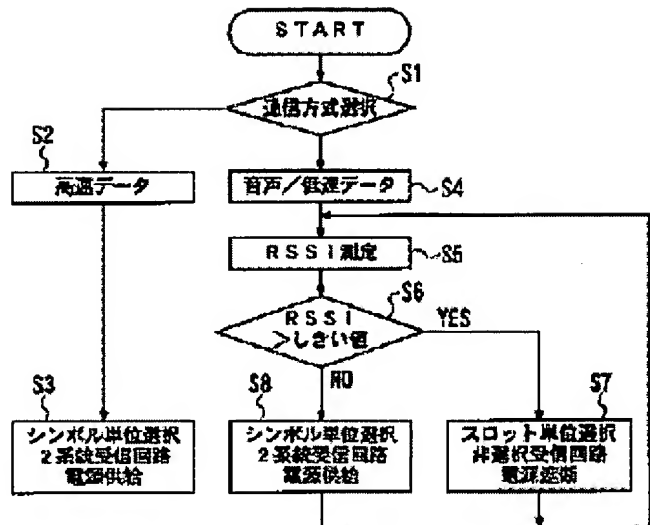 START
S1
通信方式選択
S2
高速データ
音声/低速データ
S4
RSSI測定
S5
S6
RSSI
>しきい値
YES
NO
S3
シンボル単位選択
2系統受信回路
電源供給
S8
シンボル単位選択
2系統受信回路
電源供給
S7
スロット単位選択
非選択受信回路
電源遮断